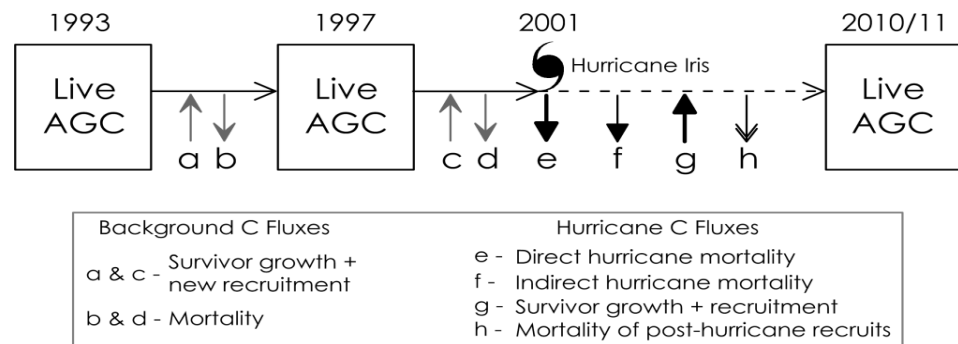 1993 1997 2001 2010/11
Hurricane Iris
Live Live Live
AGC AGC AGC
a b c d e f g h
Background C Fluxes
a & c - Survivor growth +
new recruitment
b & d - Mortality
Hurricane C Fluxes
e - Direct hurricane mortality
f - Indirect hurricane mortality
g - Survivor growth + recruitment
h - Mortality of post-hurricane recruits